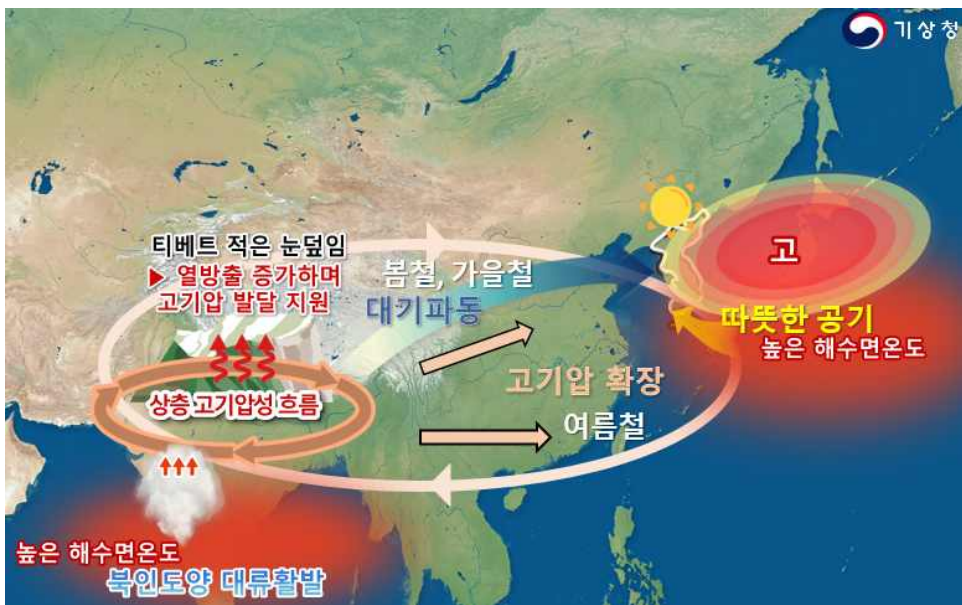 기상청
티베트 적은 눈덮임
▶ 열방출 증가하며
고기압 발달 지원
봄철, 가을철
대기파동
고
따뜻한 공기
높은 해수면온도
고기압 확장
여름철
상층 고기압성 흐름
높은 해수면온도
북인도양 대류활발